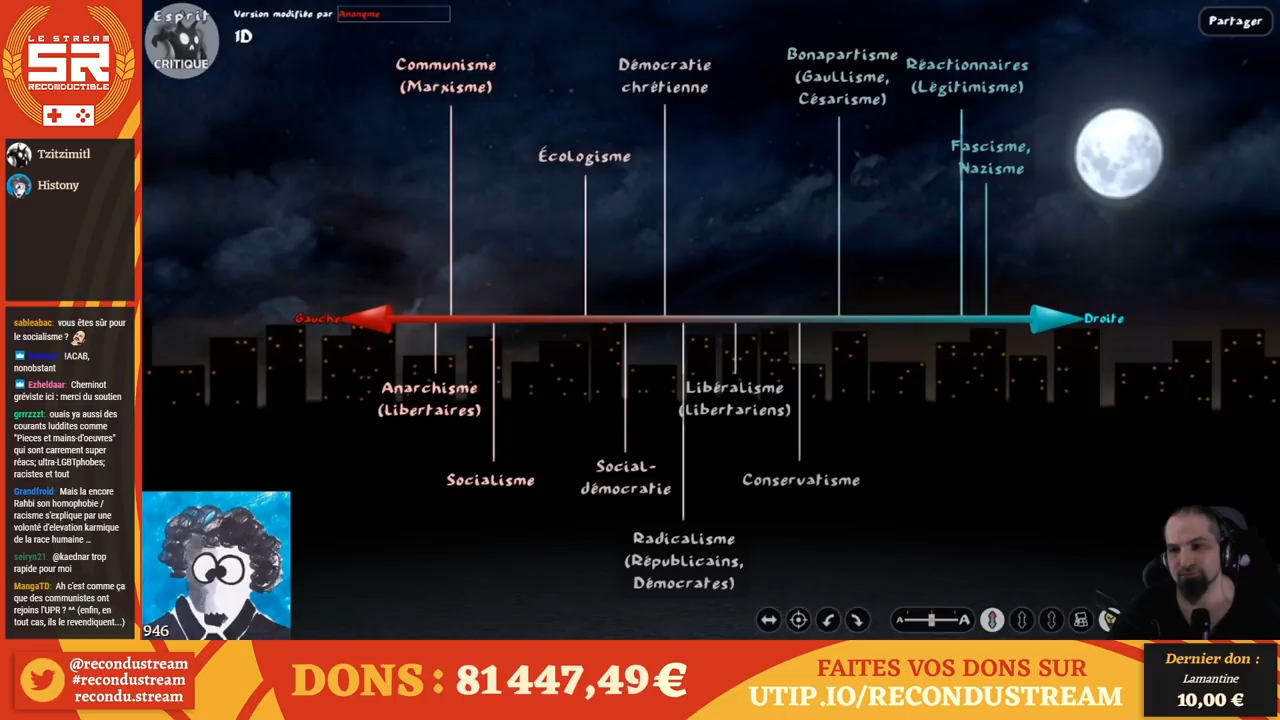 LE STREAM
SR
RECONDUCTIBLE
Tzitzimitl
Histony
sableabac: vous êtes sûr pour
le socialisme ?
!ACAB,
nonobstant
Ezheldaar: Cheminot
gréviste ici : merci du soutien
grrrzzzt: ouais ya aussi des
courants luddites comme
"Pieces et mains-d'oeuvres"
qui sont carrement super
réacs; ultra-LGBTphobes;
racistes et tout
Grandfroid: Mais la encore
Rahbi son homophobie /
racisme s'explique par une
volonté d'elevation karmique
de la race humaine ...
seiryn21: @kaednar trop
rapide pour moi
MangaTD: Ah c'est comme ça
que des communistes ont
rejoins l'UPR ? ^^ (enfin, en
tout cas, ils le revendiquent...)
Esprit
CRITIQUE
Version modifiée par Anonyme
1D
Partager
Communisme
(Marxisme)
Démocratie
chrétienne
Bonapartisme
(Gaullisme,
Césarisme)
Réactionnaires
(Légitimisme)
Écologisme
Fascisme,
Nazisme
Gauche
Droite
Anarchisme
(libertaires)
Libéralisme
(libertariens)
Socialisme
Social-
démocratie
Conservatisme
Radicalisme
(Républicains,
Démocrates)
A A
946
@recondustream
#recondustream
recondu.stream
DONS : 81 447,49 €
FAITES VOS DONS SUR
UTIP.IO/RECONDUSTREAM
Dernier don :
Lamantine
10,00 €